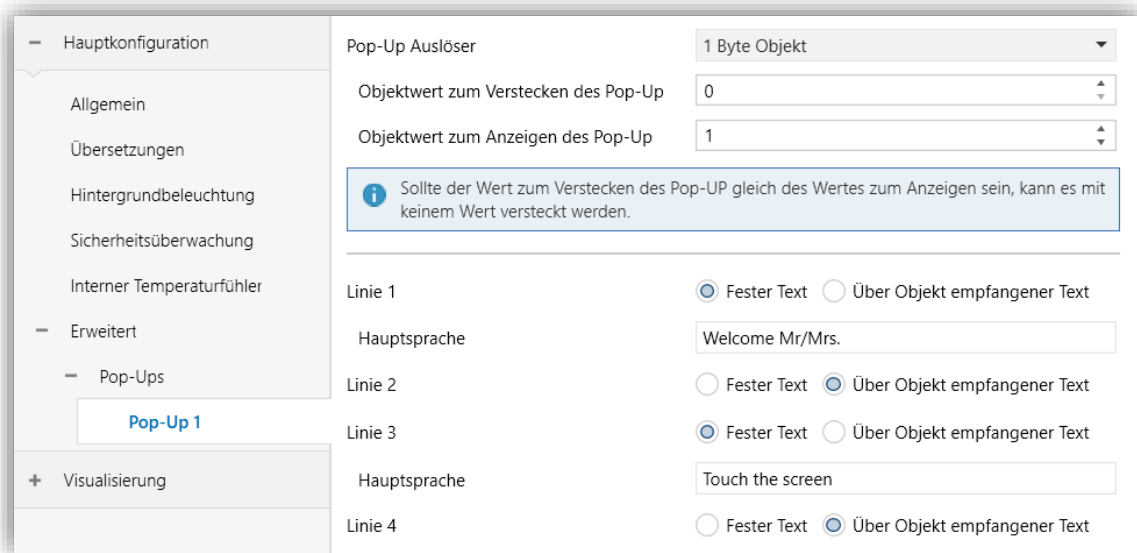 Hauptkonfiguration
Allgemein
Übersetzungen
Hintergrundbeleuchtung
Sicherheitsüberwachung
Interner Temperaturfühler
Erweitert
Pop-Ups
Pop-Up 1
Visualisierung
Pop-Up Auslöser 1 Byte Objekt
Objektwert zum Verstecken des Pop-Up 0
Objektwert zum Anzeigen des Pop-Up 1
Sollte der Wert zum Verstecken des Pop-UP gleich des Wertes zum Anzeigen sein, kann es mit
keinem Wert versteckt werden.
Linie 1 Fester Text Über Objekt empfangener Text
Hauptsprache Welcome Mr/Mrs.
Linie 2 Fester Text Über Objekt empfangener Text
Linie 3 Fester Text Über Objekt empfangener Text
Hauptsprache Touch the screen
Linie 4 Fester Text Über Objekt empfangener Text